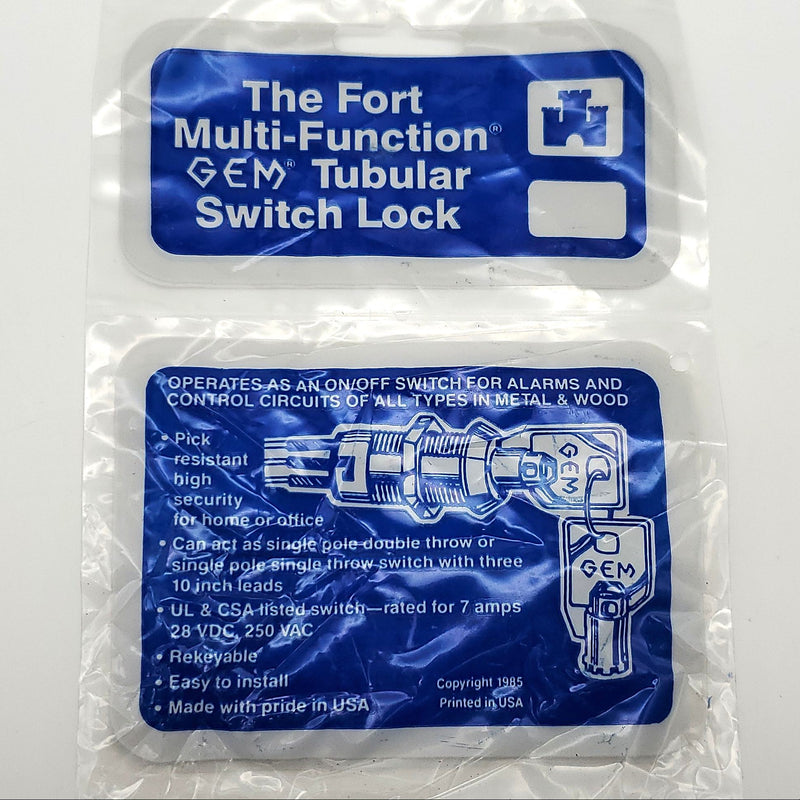 The Fort
Multi-Function®
GEM® Tubular
Switch Lock
OPERATES AS AN ON/OFF SWITCH FOR ALARMS AND
CONTROL CIRCUITS OF ALL TYPES IN METAL & WOOD
• Pick
resistant
high
security
for home or office
• Can act as single pole double throw or
single pole single throw switch with three
10 inch leads
• UL & CSA listed switch—rated for 7 amps
28 VDC, 250 VAC
• Rekeyable
• Easy to install
• Made with pride in USA
GEM
GEM
Copyright 1985
Printed in USA